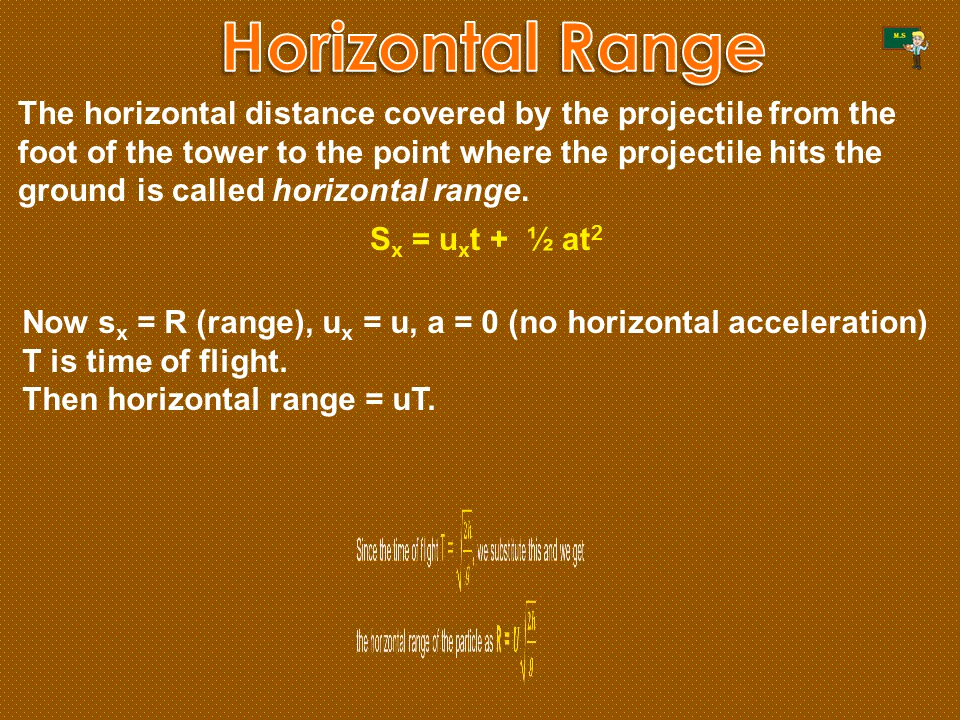 Horizontal Range
M.S
The horizontal distance covered by the projectile from the
foot of the tower to the point where the projectile hits the
ground is called horizontal range.
Sₓ = uₓt + ½ at²
Now sₓ = R (range), uₓ = u, a = 0 (no horizontal acceleration)
T is time of flight.
Then horizontal range = uT.
Since the time of flight T = √(2h/g), we substitute this and we get
the horizontal range of the particle as R = u√(2h/g)